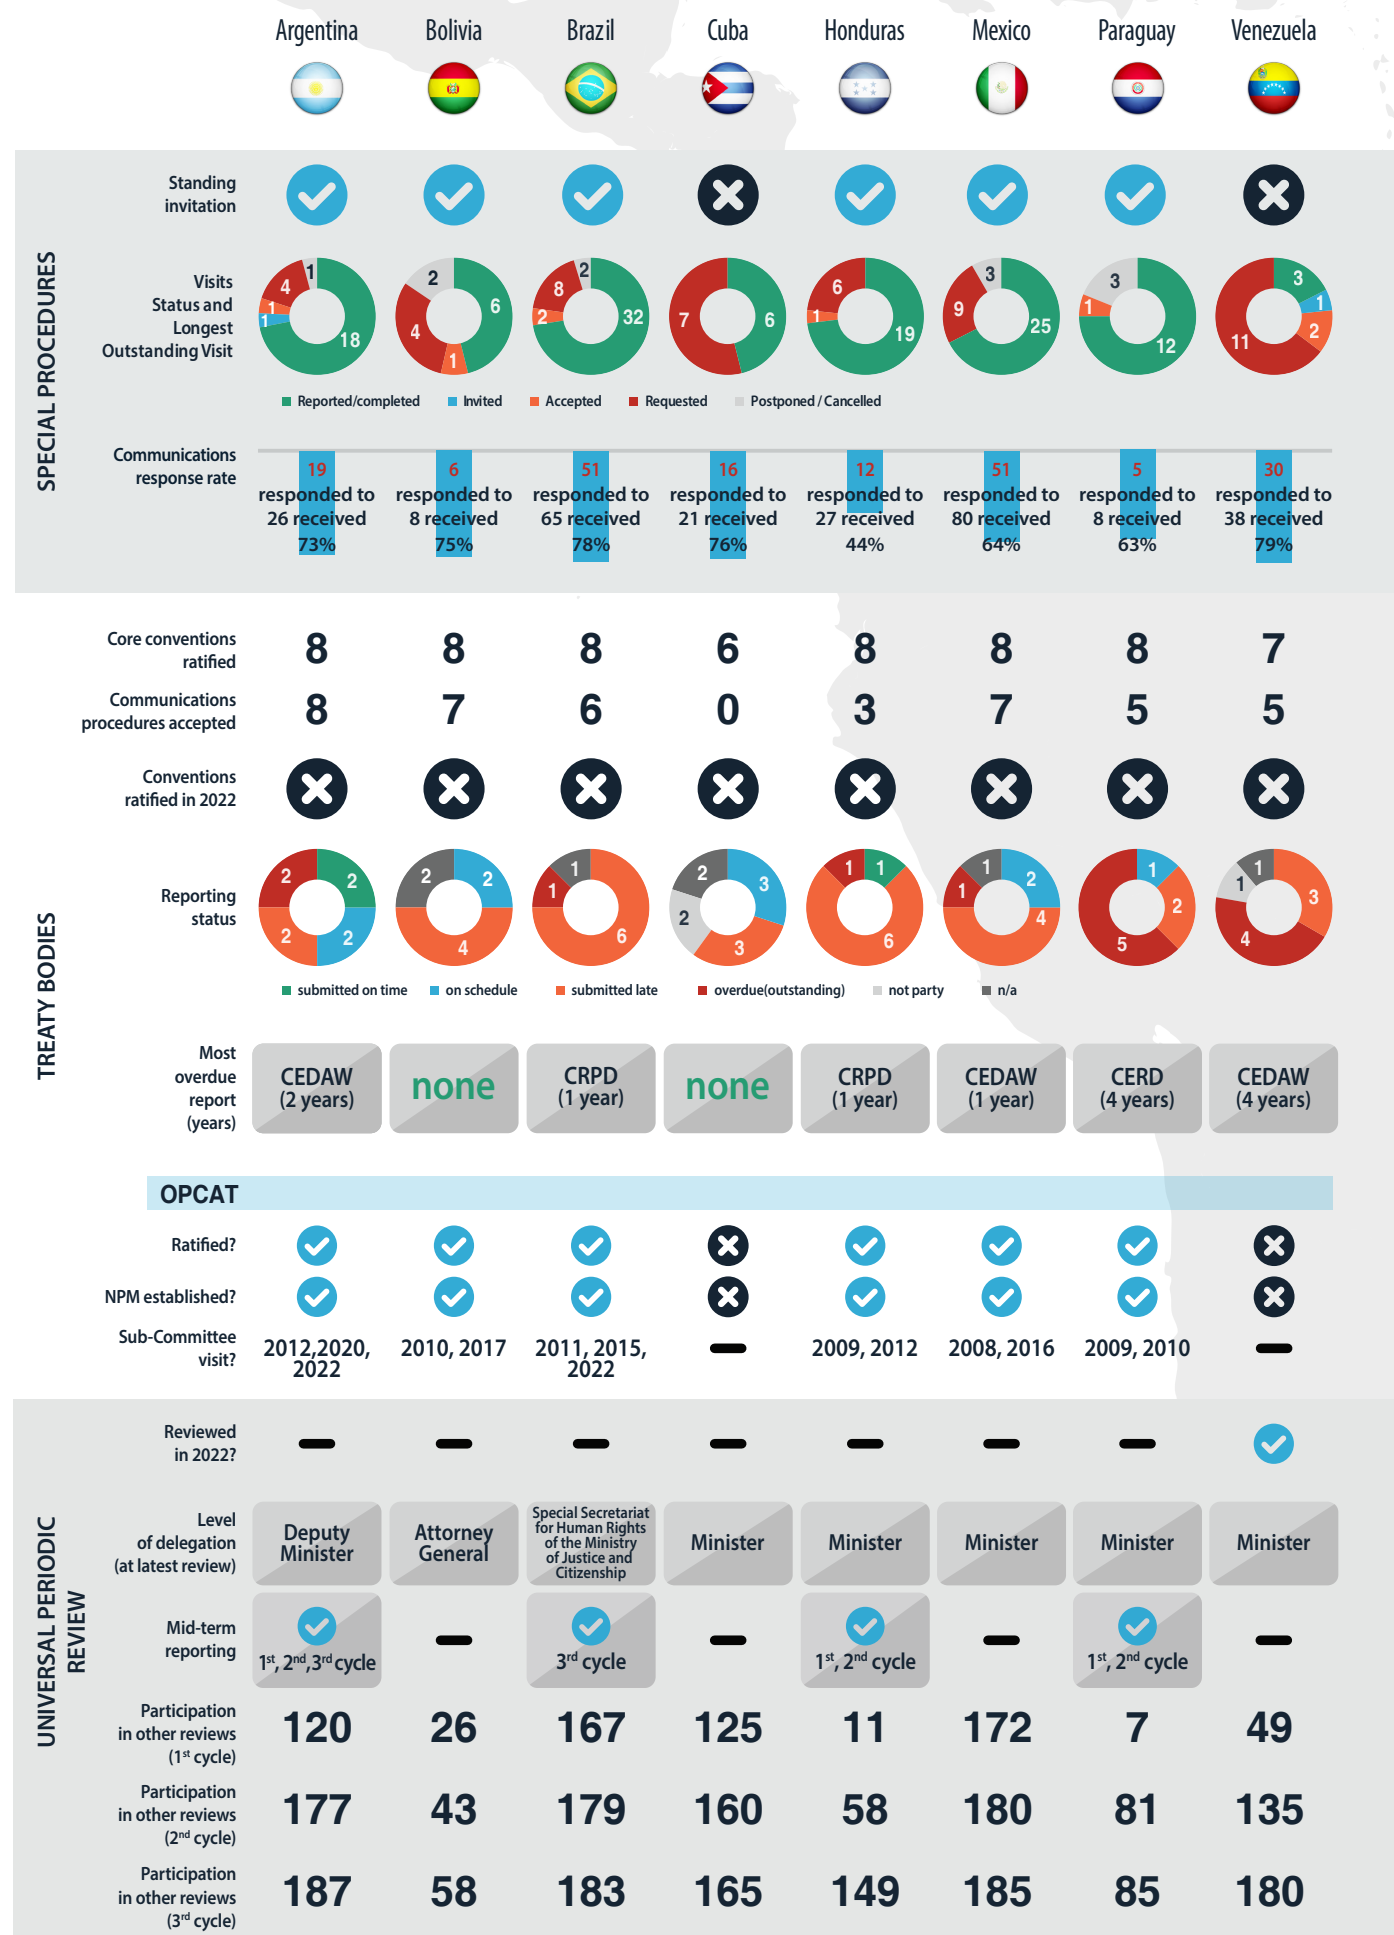 Argentina Bolivia Brazil Cuba Honduras Mexico Paraguay Venezuela
SPECIAL PROCEDURES
Standing
invitation
Visits
Status and
Longest
Outstanding Visit
1 4 1 1 18
2 6 4 1
2 8 2 32
7 6
6 1 19
3 9 25
3 1 12
3 1 2 11
Reported/completed Invited Accepted Requested Postponed / Cancelled
Communications
response rate
19 6 51 16 12 51 5 30
responded to responded to responded to responded to responded to responded to responded to responded to
26 received 8 received 65 received 21 received 27 received 80 received 8 received 38 received
73% 75% 78% 76% 44% 64% 63% 79%
TREATY BODIES
Core conventions
ratified
8 8 8 6 8 8 8 7
Communications
procedures accepted
8 7 6 0 3 7 5 5
Conventions
ratified in 2022
Reporting
status
2 2 2 2
2 2 4
1 1 6
2 3 2 3
1 1 6
1 2 1 4
1 2 5
1 1 3 4
submitted on time on schedule submitted late overdue(outstanding) not party n/a
Most
overdue
report
(years)
CEDAW
(2 years)
none
CRPD
(1 year)
none
CRPD
(1 year)
CEDAW
(1 year)
CERD
(4 years)
CEDAW
(4 years)
OPCAT
Ratified?
NPM established?
Sub-Committee
visit?
2012,2020,
2022
2010, 2017
2011, 2015,
2022
2009, 2012
2008, 2016
2009, 2010
UNIVERSAL PERIODIC
REVIEW
Reviewed
in 2022?
Level
of delegation
(at latest review)
Deputy
Minister
Attorney
General
Special Secretariat
for Human Rights
of the Ministry
of Justice and
Citizenship
Minister
Minister
Minister
Minister
Minister
Mid-term
reporting
1st, 2nd,3rd cycle
3rd cycle
1st, 2nd cycle
1st, 2nd cycle
Participation
in other reviews
(1st cycle)
120 26 167 125 11 172 7 49
Participation
in other reviews
(2nd cycle)
177 43 179 160 58 180 81 135
Participation
in other reviews
(3rd cycle)
187 58 183 165 149 185 85 180